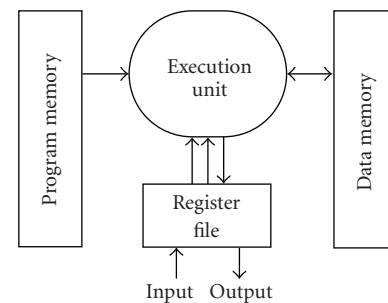 Program memory
Execution
unit
Data memory
Register
file
Input
Output